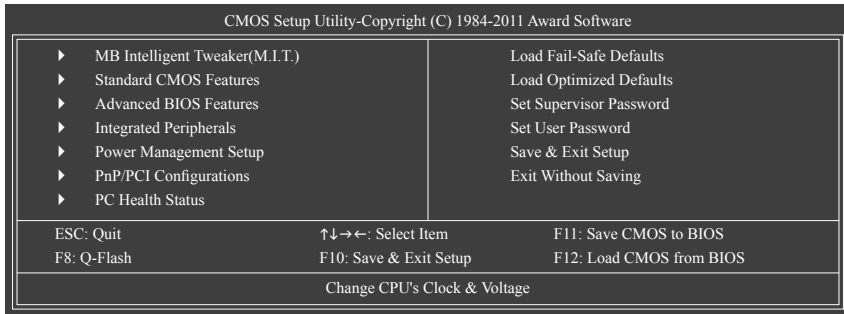 CMOS Setup Utility-Copyright (C) 1984-2011 Award Software
MB Intelligent Tweaker(M.I.T.)
Standard CMOS Features
Advanced BIOS Features
Integrated Peripherals
Power Management Setup
PnP/PCI Configurations
PC Health Status
Load Fail-Safe Defaults
Load Optimized Defaults
Set Supervisor Password
Set User Password
Save & Exit Setup
Exit Without Saving
ESC: Quit ↑↓→←: Select Item F11: Save CMOS to BIOS
F8: Q-Flash F10: Save & Exit Setup F12: Load CMOS from BIOS
Change CPU's Clock & Voltage